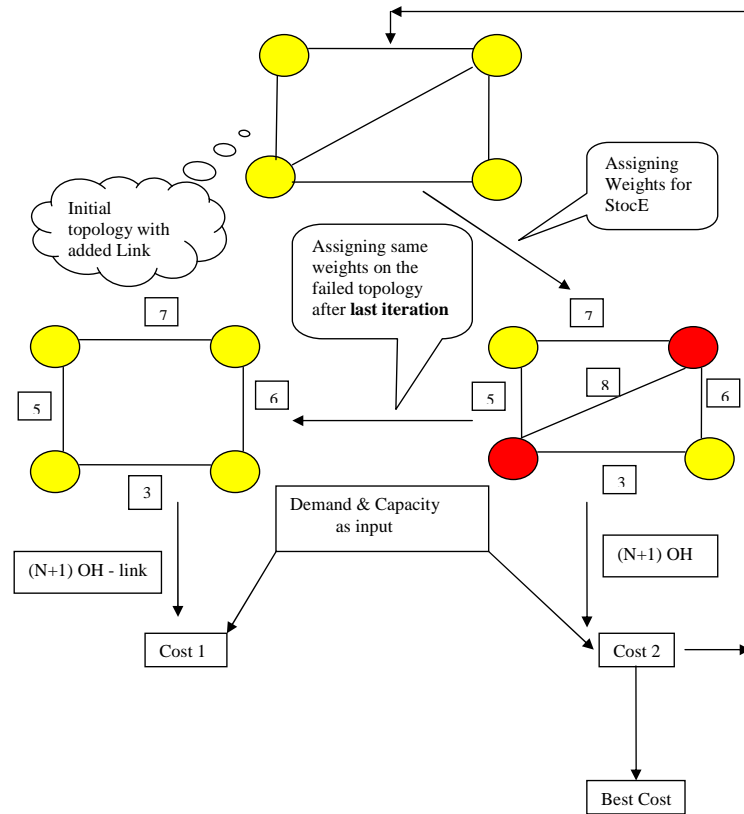 Assigning
Weights for
StocE
Initial
topology with
added Link
Assigning same
weights on the
failed topology
after last iteration
7
7
5
6
5
8
6
3
3
Demand & Capacity
as input
(N+1) OH - link
(N+1) OH
Cost 1
Cost 2
Best Cost